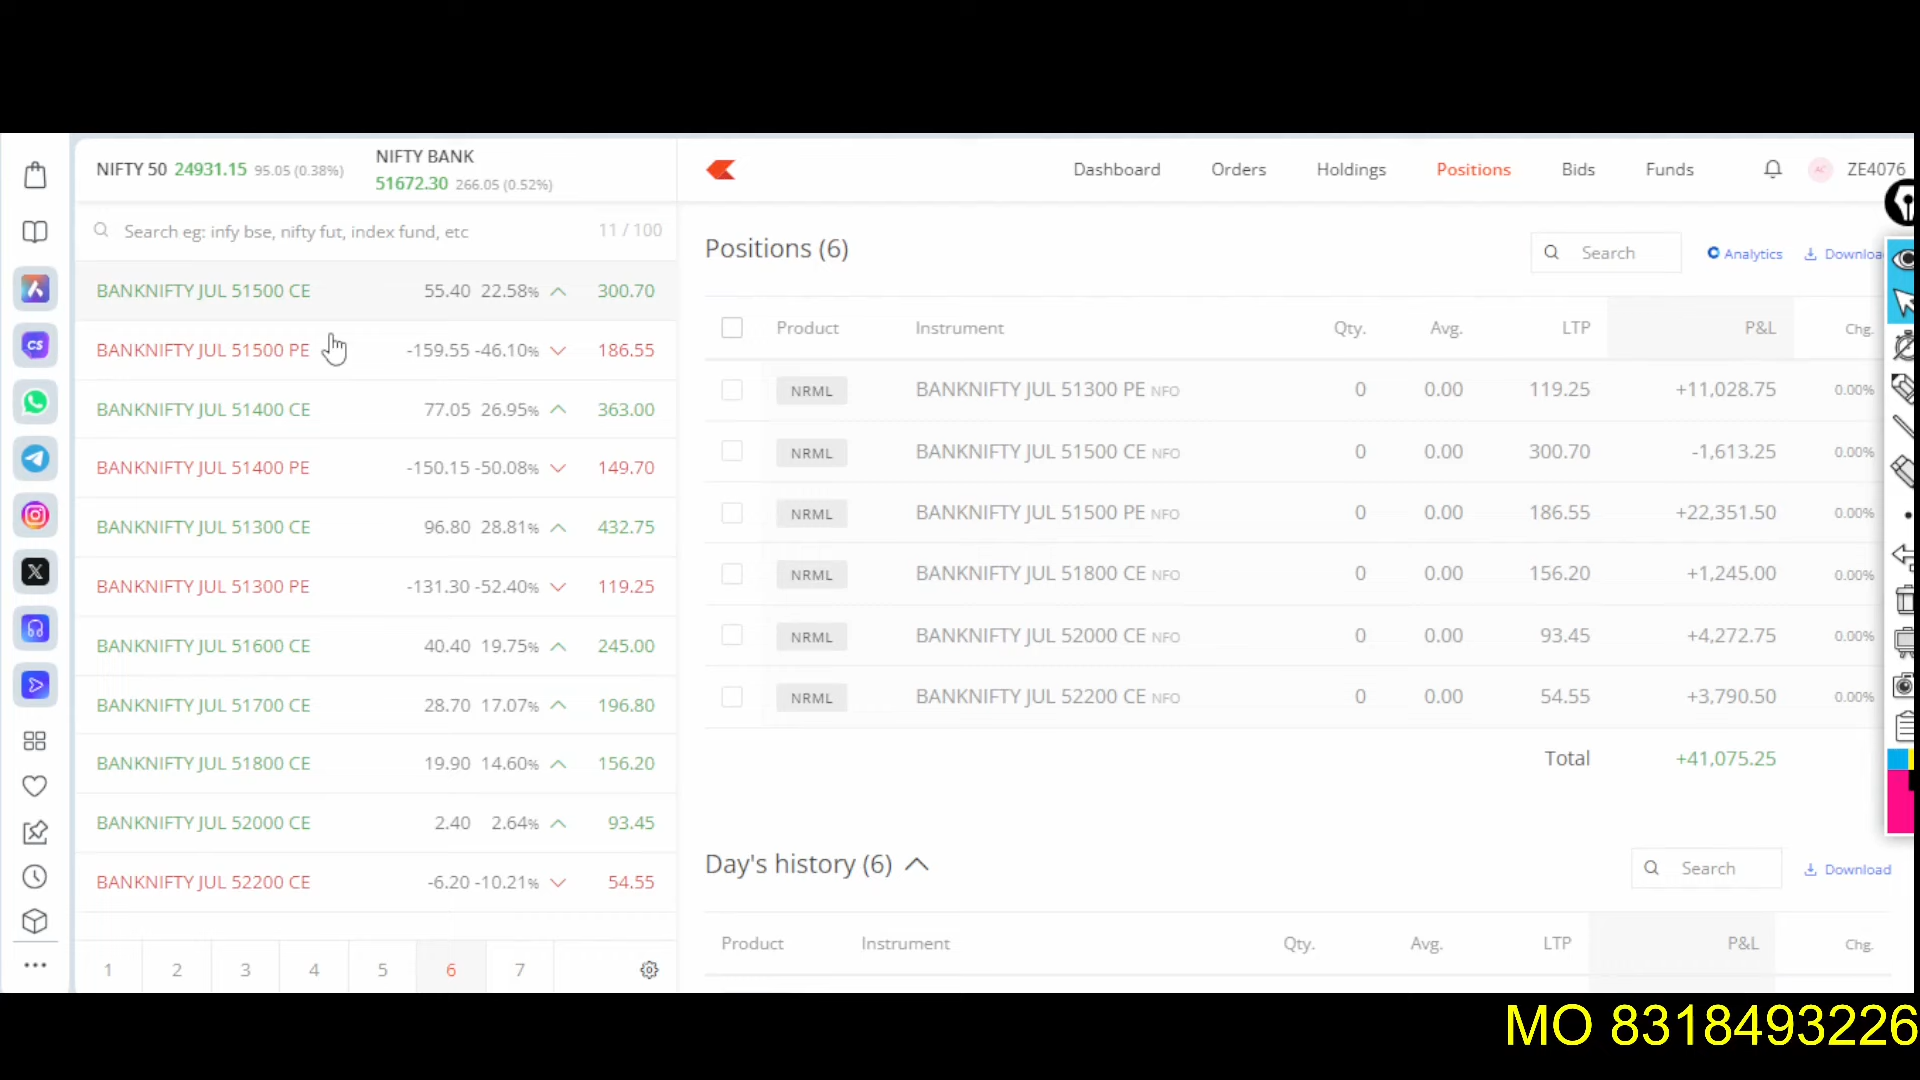 NIFTY 50 24931.15 95.05 (0.38%)
NIFTY BANK
51672.30 266.05 (0.52%)
Search eg: infy bse, nifty fut, index fund, etc 11 / 100
BANKNIFTY JUL 51500 CE 55.40 22.58% 300.70
BANKNIFTY JUL 51500 PE -159.55 -46.10% 186.55
BANKNIFTY JUL 51400 CE 77.05 26.95% 363.00
BANKNIFTY JUL 51400 PE -150.15 -50.08% 149.70
BANKNIFTY JUL 51300 CE 96.80 28.81% 432.75
BANKNIFTY JUL 51300 PE -131.30 -52.40% 119.25
BANKNIFTY JUL 51600 CE 40.40 19.75% 245.00
BANKNIFTY JUL 51700 CE 28.70 17.07% 196.80
BANKNIFTY JUL 51800 CE 19.90 14.60% 156.20
BANKNIFTY JUL 52000 CE 2.40 2.64% 93.45
BANKNIFTY JUL 52200 CE -6.20 -10.21% 54.55
1 2 3 4 5 6 7
CS
Dashboard Orders Holdings Positions Bids Funds AC ZE4076
Positions (6) Search Analytics Downloa
Product Instrument Qty. Avg. LTP P&L Chg.
NRML BANKNIFTY JUL 51300 PE NFO 0 0.00 119.25 +11,028.75 0.00%
NRML BANKNIFTY JUL 51500 CE NFO 0 0.00 300.70 -1,613.25 0.00%
NRML BANKNIFTY JUL 51500 PE NFO 0 0.00 186.55 +22,351.50 0.00%
NRML BANKNIFTY JUL 51800 CE NFO 0 0.00 156.20 +1,245.00 0.00%
NRML BANKNIFTY JUL 52000 CE NFO 0 0.00 93.45 +4,272.75 0.00%
NRML BANKNIFTY JUL 52200 CE NFO 0 0.00 54.55 +3,790.50 0.00%
Total +41,075.25
Day's history (6) Search Download
Product Instrument Qty. Avg. LTP P&L Chg.
MO 8318493226